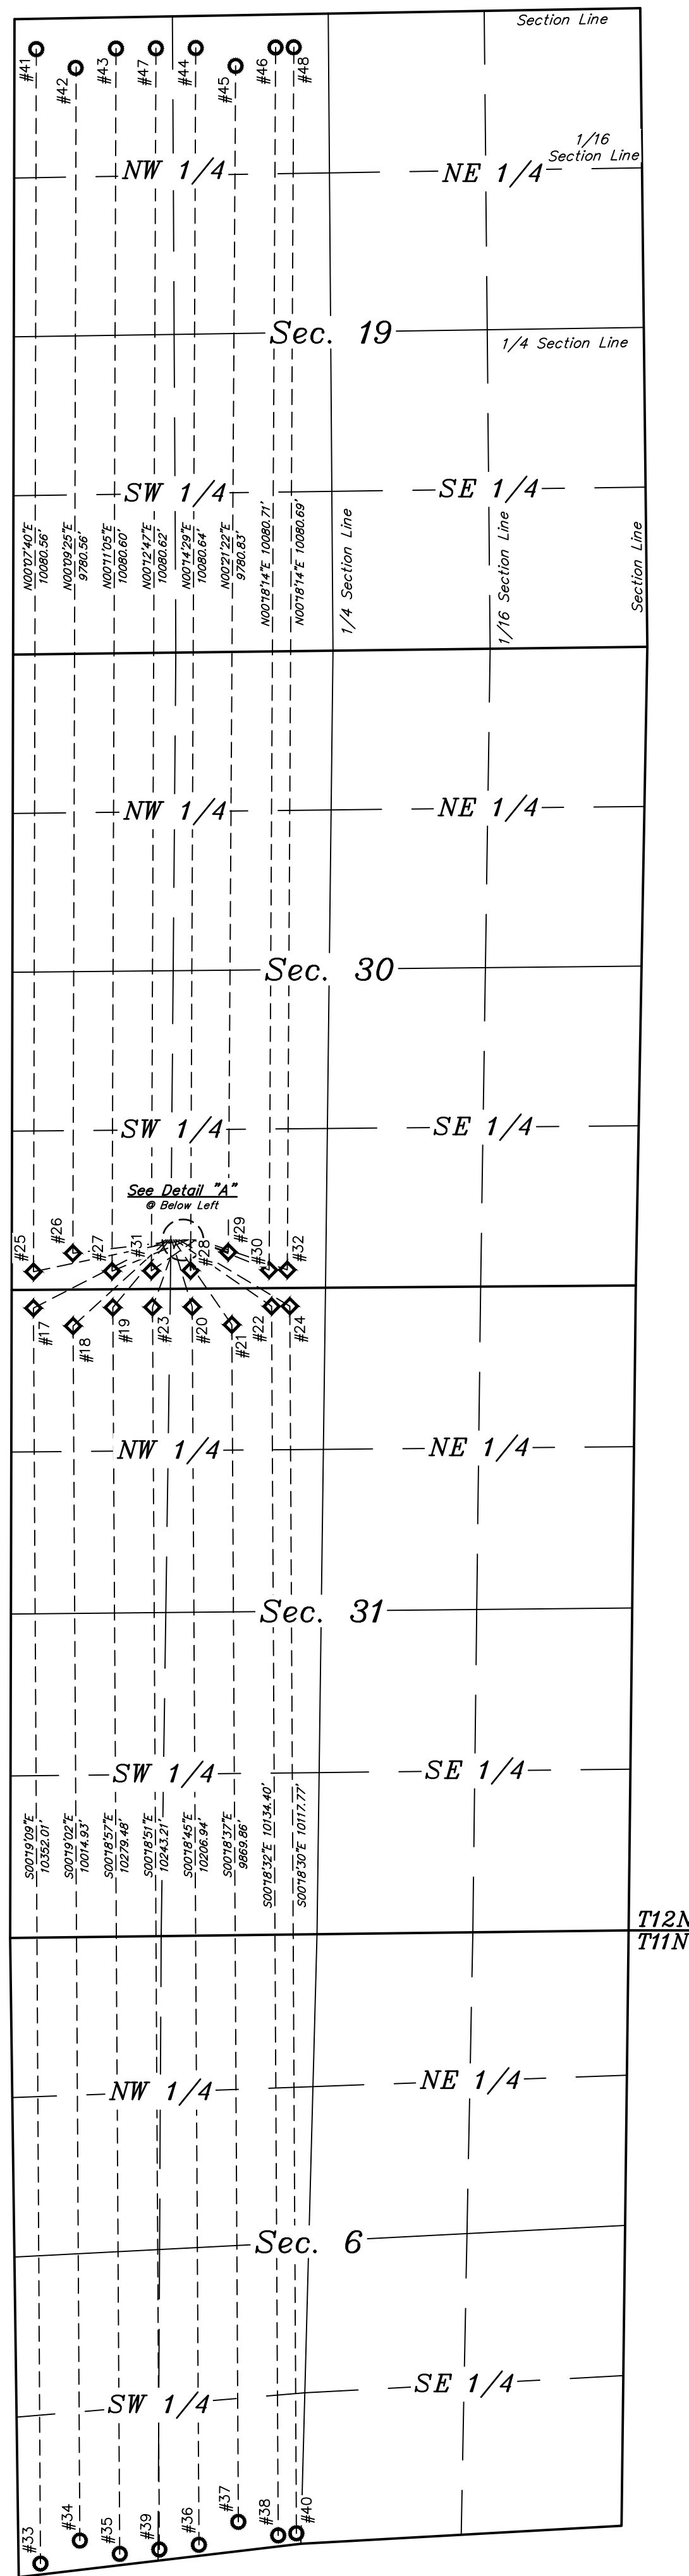 Section Line
#41
#42
#43
#47
#44
#45
#46
#48
1/16
Section Line
NW 1/4
NE 1/4
Sec. 19
1/4 Section Line
SW 1/4
SE 1/4
N00°07'40"E
10080.56'
N00°09'25"E
9780.56'
N00°11'05"E
10080.60'
N00°12'47"E
10080.62'
N00°14'29"E
10080.64'
N00°21'22"E
9780.83'
N00°18'14"E 10080.71'
N00°18'14"E 10080.69'
1/4 Section Line
1/16 Section Line
Section Line
NW 1/4
NE 1/4
Sec. 30
SW 1/4
SE 1/4
See Detail "A"
@ Below Left
#25
#26
#27
#31
#28
#29
#30
#32
#17
#18
#19
#23
#20
#21
#22
#24
NW 1/4
NE 1/4
Sec. 31
SW 1/4
SE 1/4
S00°19'09"E
10352.01'
S00°19'02"E
10014.93'
S00°18'57"E
10279.48'
S00°18'51"E
10243.21'
S00°18'45"E
10206.94'
S00°18'37"E
9869.86'
S00°18'32"E 10134.40'
S00°18'30"E 10117.77'
T12N
T11N
NW 1/4
NE 1/4
Sec. 6
SW 1/4
SE 1/4
#33
#34
#35
#39
#36
#37
#38
#40